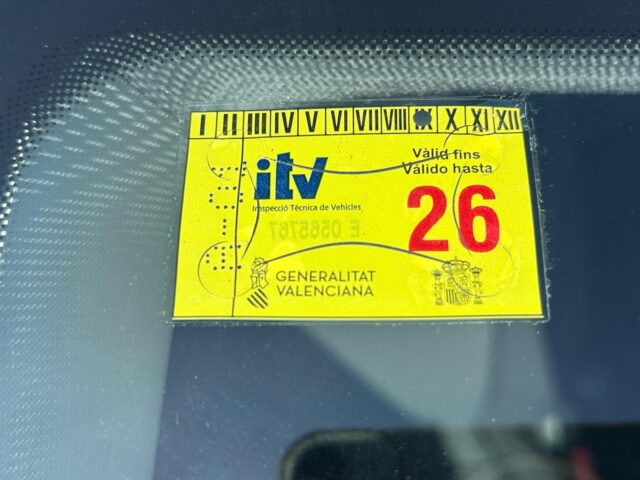 I II III IV V VI VII VIII IX X XI XII
itv
Inspecció Tècnica de Vehicles
Vàlid fins
Válido hasta
26
E 0565767
GENERALITAT
VALENCIANA